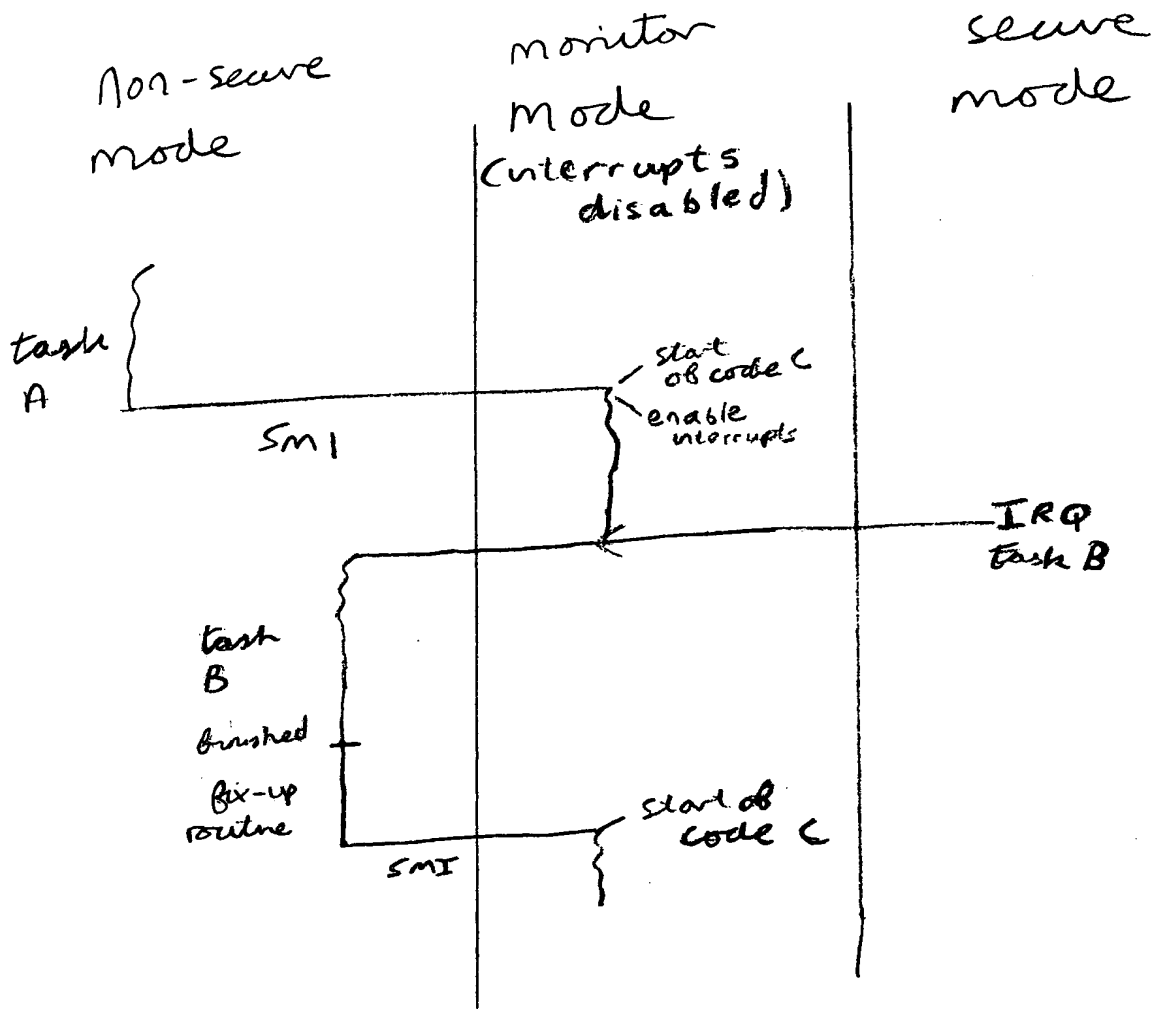 non-secure
mode
monitor
mode
(interrupts
disabled)
secure
mode
task
A
SMI
start
of code C
enable
interrupts
IRQ
task B
task
B
finished
fix-up
routine
SMI
start of
code C